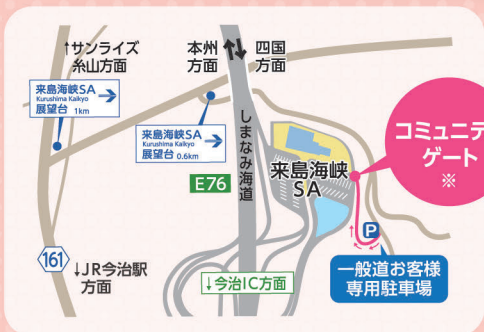 ↑サンライズ
糸山方面
本州
方面
四国
方面
来島海峡SA
Kurushima Kaikyo
展望台 1km
来島海峡SA
Kurushima Kaikyo
展望台 0.6km
E76
しまなみ海道
来島海峡
SA
コミュニテ
ゲート
※
P
161
↓JR今治駅
方面
↓今治IC方面
一般道お客様
専用駐車場